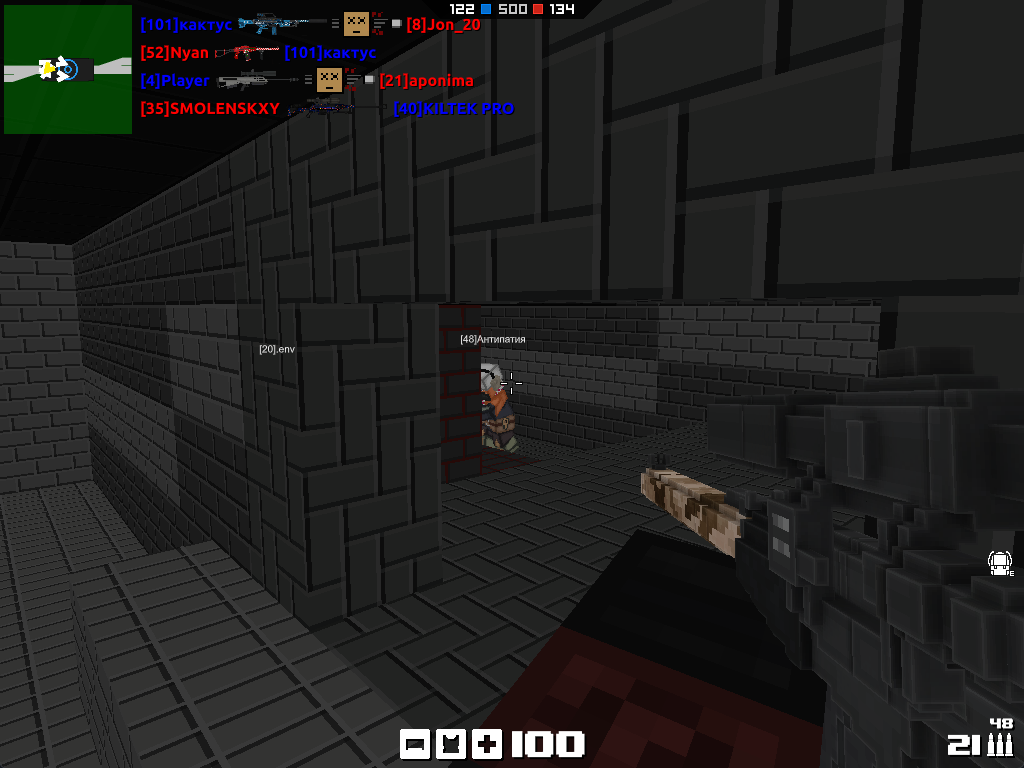 122 500 134
[101]кактус [8]Jon_20
[52]Nyan [101]кактус
[4]Player [21]aponima
[35]SMOLENSKXY [40]KILTEK PRO
[48]Антипатия
[20].env
E
100
48
21